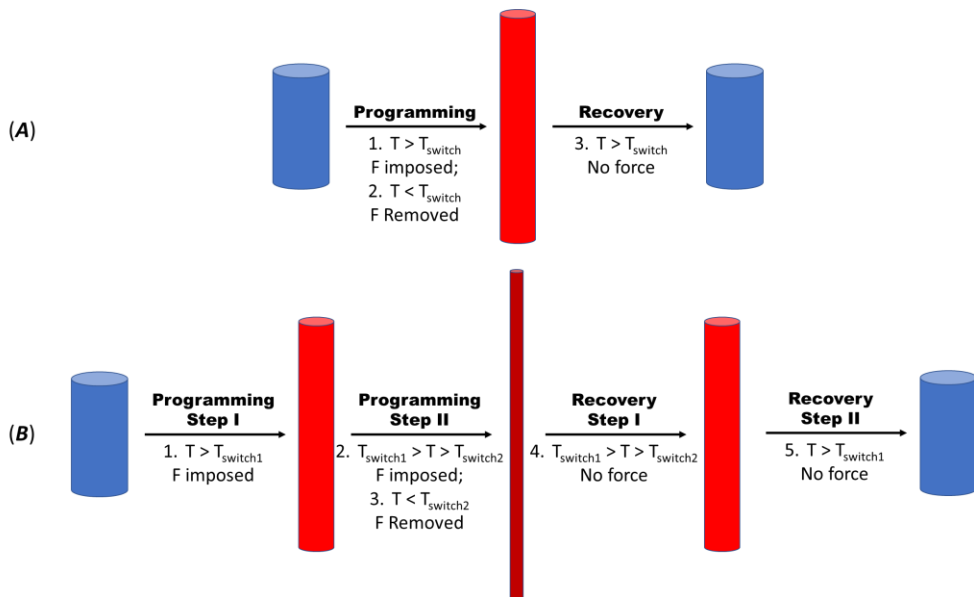 (A)
Programming
1. T > Tswitch
F imposed;
2. T < Tswitch
F Removed
Recovery
3. T > Tswitch
No force
(B)
Programming
Step I
1. T > Tswitch1
F imposed
Programming
Step II
2. Tswitch1 > T > Tswitch2
F imposed;
3. T < Tswitch2
F Removed
Recovery
Step I
4. Tswitch1 > T > Tswitch2
No force
Recovery
Step II
5. T > Tswitch1
No force